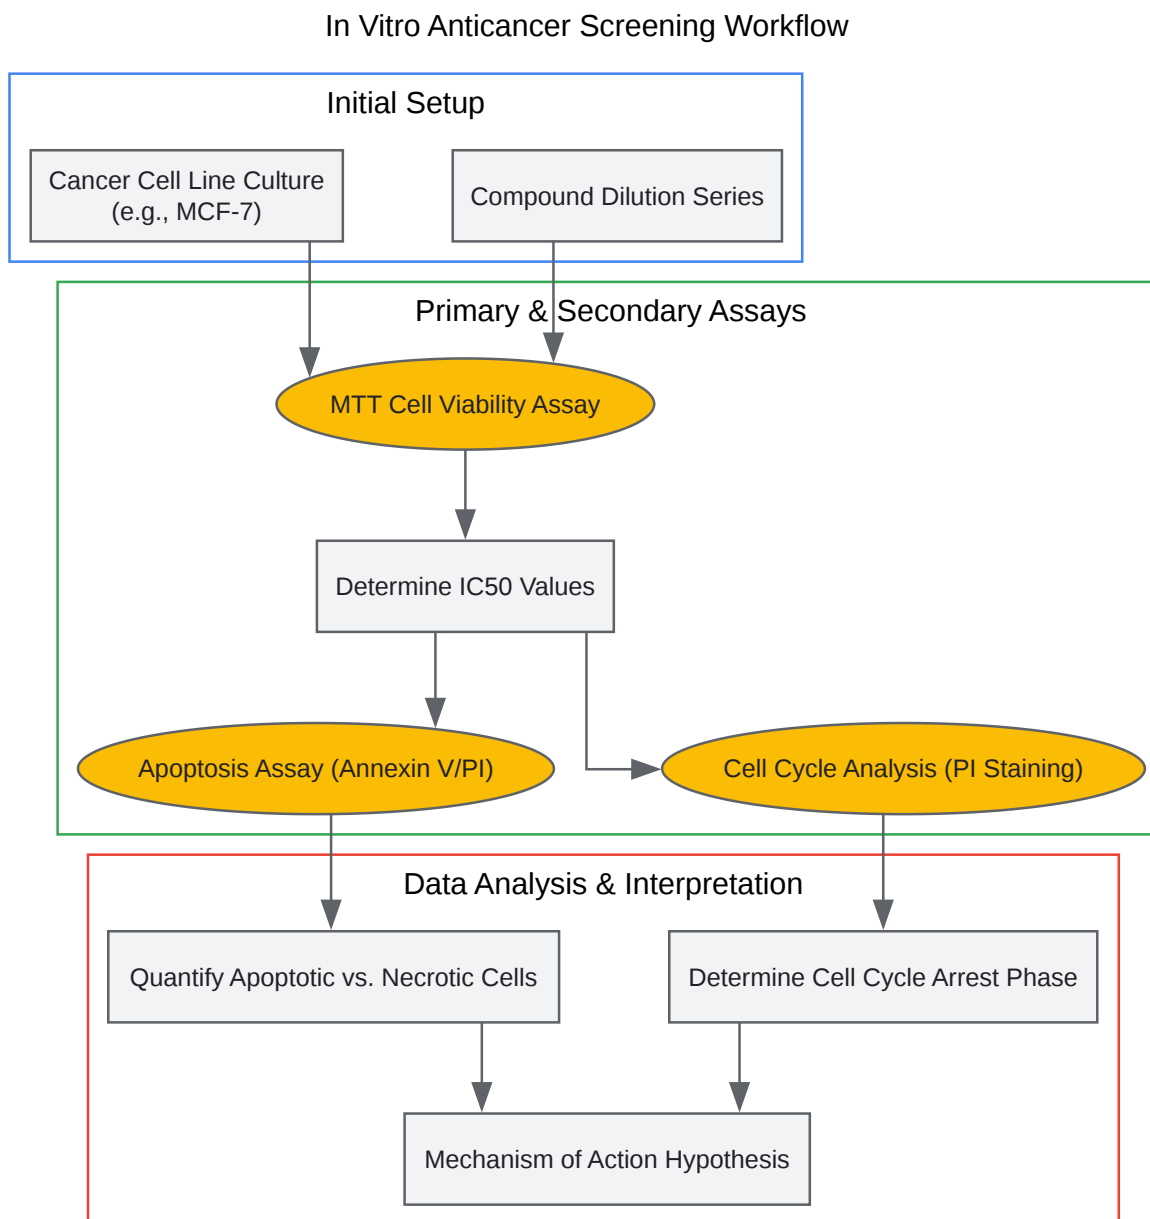 In Vitro Anticancer Screening Workflow
Initial Setup
Cancer Cell Line Culture
(e.g., MCF-7)
Compound Dilution Series
Primary & Secondary Assays
MTT Cell Viability Assay
Determine IC50 Values
Apoptosis Assay (Annexin V/PI)
Cell Cycle Analysis (PI Staining)
Data Analysis & Interpretation
Quantify Apoptotic vs. Necrotic Cells
Determine Cell Cycle Arrest Phase
Mechanism of Action Hypothesis